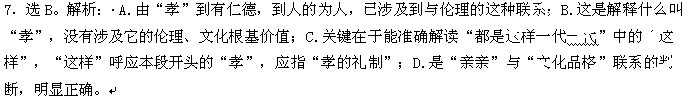 7. 选 B。解析：·A.由“孝”到有仁德，到人的为人，己涉及到与伦理的这种联系；B.这是解释什么叫
“孝”，没有涉及它的伦理、文化根基价值；C.关键在于能准确解读“都是这样一代一”中的“这
样”，“这样”呼应本段开头的“孝”，应指“孝的礼制”；D.是“亲亲”与“文化品格”联系的判
断，明显正确。